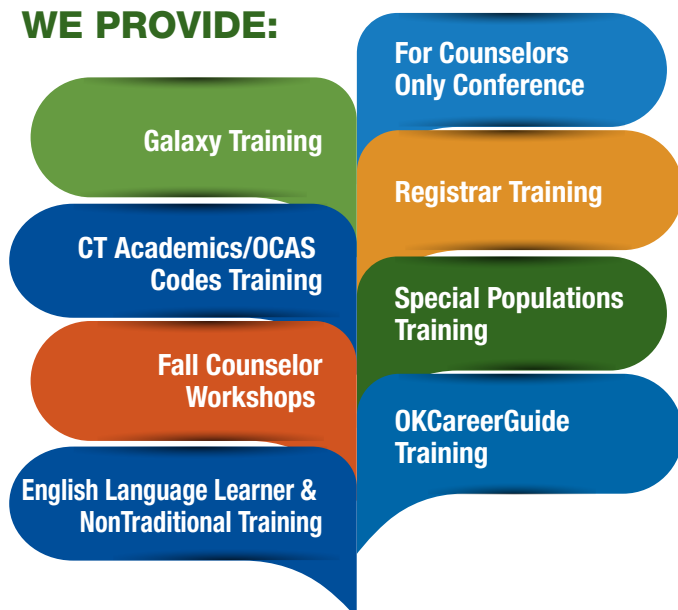 WE PROVIDE:
For Counselors
Only Conference
Galaxy Training
Registrar Training
CT Academics/OCAS
Codes Training
Special Populations
Training
Fall Counselor
Workshops
OKCareerGuide
Training
English Language Learner &
NonTraditional Training